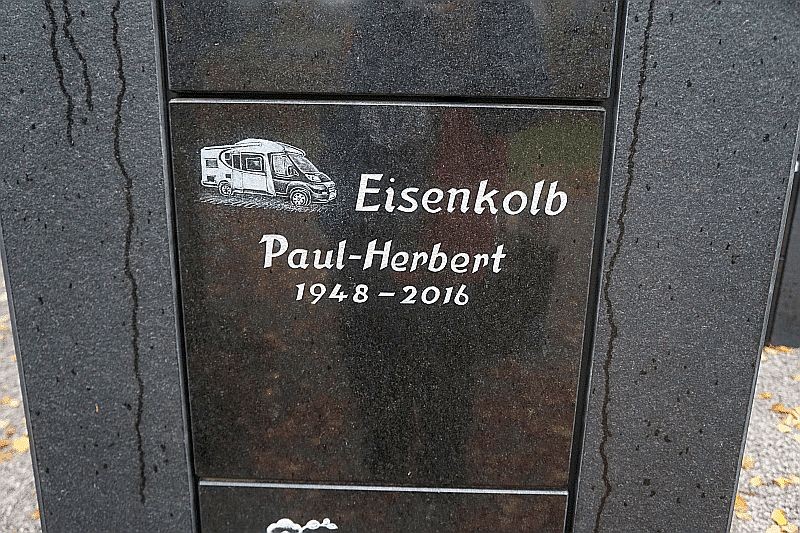 Eisenkolb
Paul-Herbert
1948 – 2016